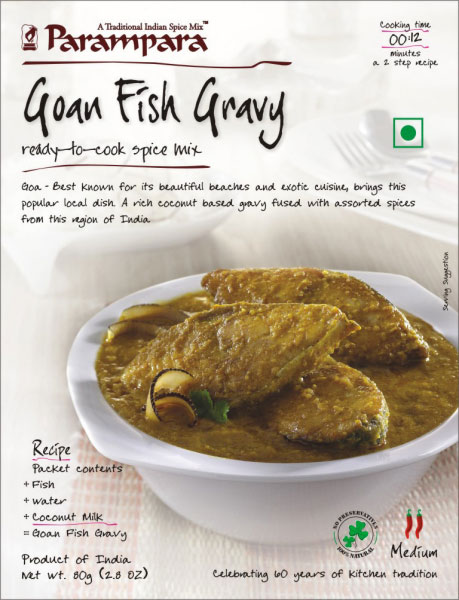 A Traditional Indian Spice Mix™
Parampara
Cooking time
00:12
minutes
a 2 step recipe
Goan Fish Gravy
ready-to-cook spice mix
Goa - Best known for its beautiful beaches and exotic cuisine, brings this
popular local dish. A rich coconut based gravy fused with assorted spices
from this region of India
Serving Suggestion
Recipe
Packet contents
+ Fish
+ Water
+ Coconut Milk
= Goan Fish Gravy
NO PRESERVATIVES
100% NATURAL
Medium
Product of India
Net wt. 80g (2.8 OZ)
Celebrating 60 years of kitchen tradition